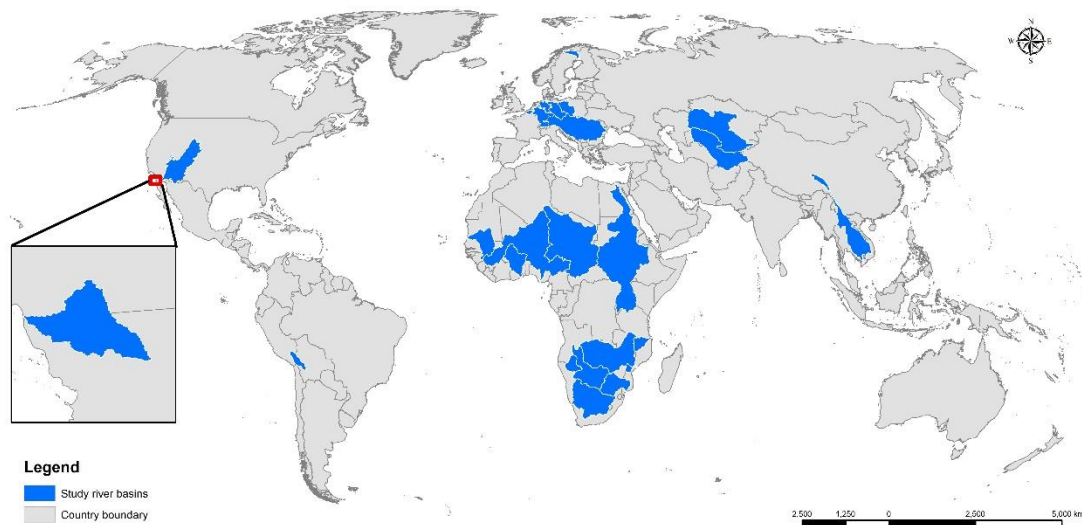 N
W E
S
Legend
Study river basins
Country boundary
2,500 1,250 0 2,500 5,000 km